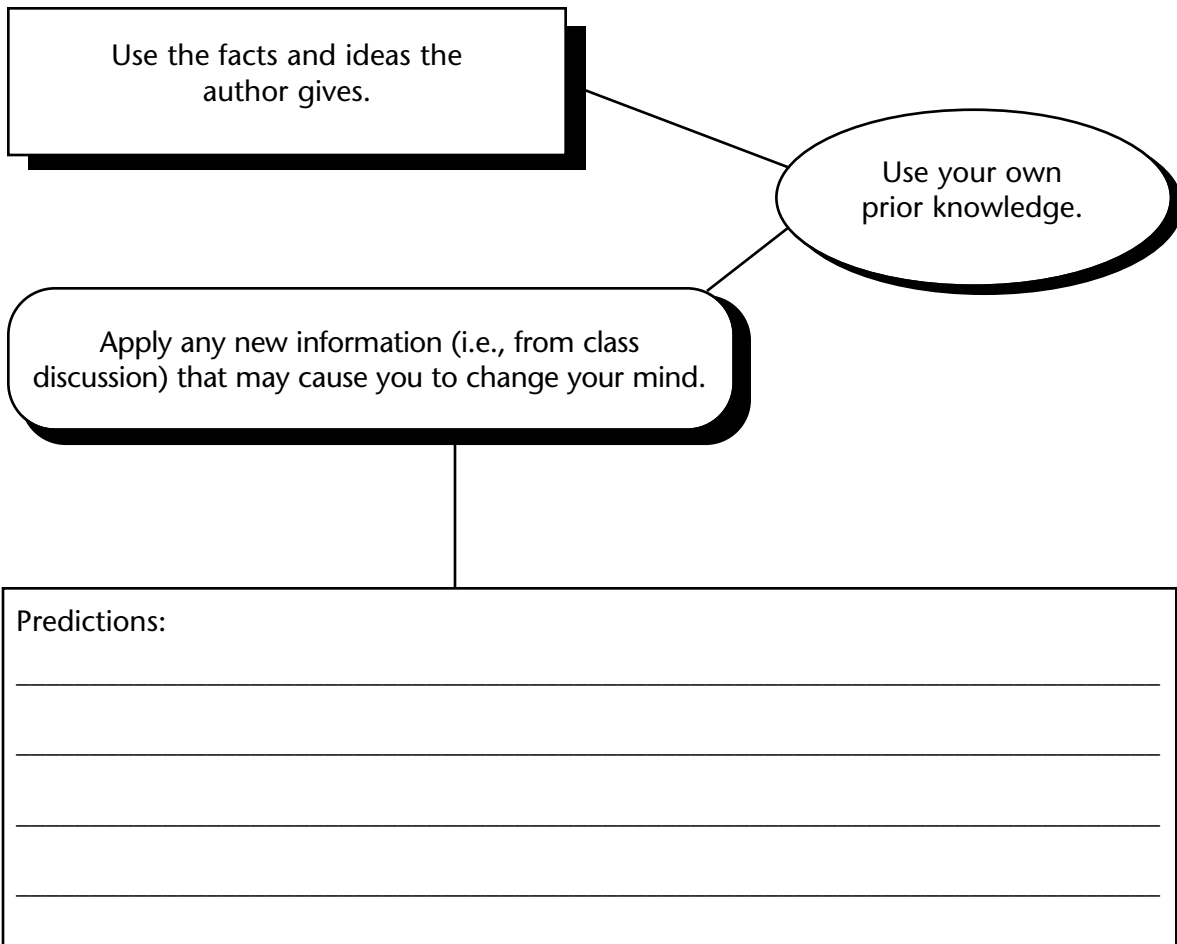 Use the facts and ideas the
author gives.
Use your own
prior knowledge.
Apply any new information (i.e., from class
discussion) that may cause you to change your mind.
Predictions: